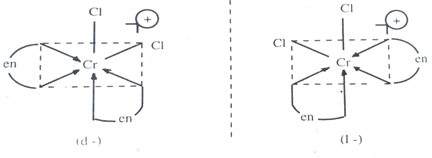 Cl + Cl +
Cl Cl
en Cr Cr en
en en
(d -) (l -)